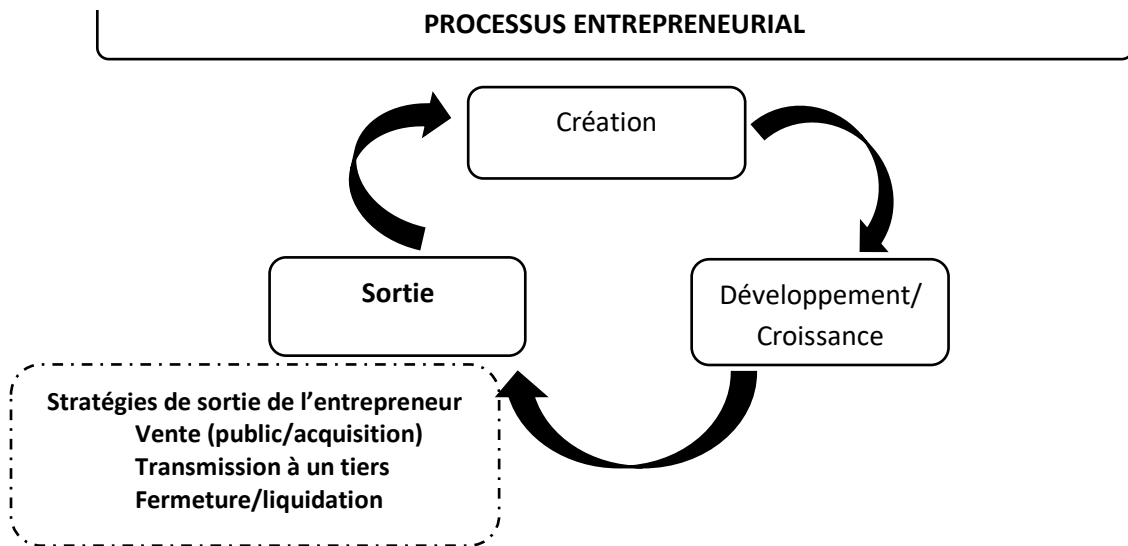 PROCESSUS ENTREPRENEURIAL
Création
Sortie
Développement/
Croissance
Stratégies de sortie de l’entrepreneur
Vente (public/acquisition)
Transmission à un tiers
Fermeture/liquidation